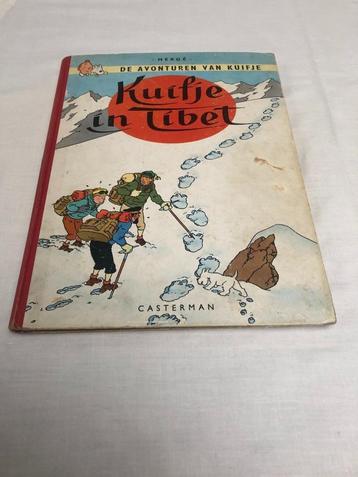 HERGÉ
DE AVONTUREN VAN KUIFJE
Kuifje
in Tibet
CASTERMAN